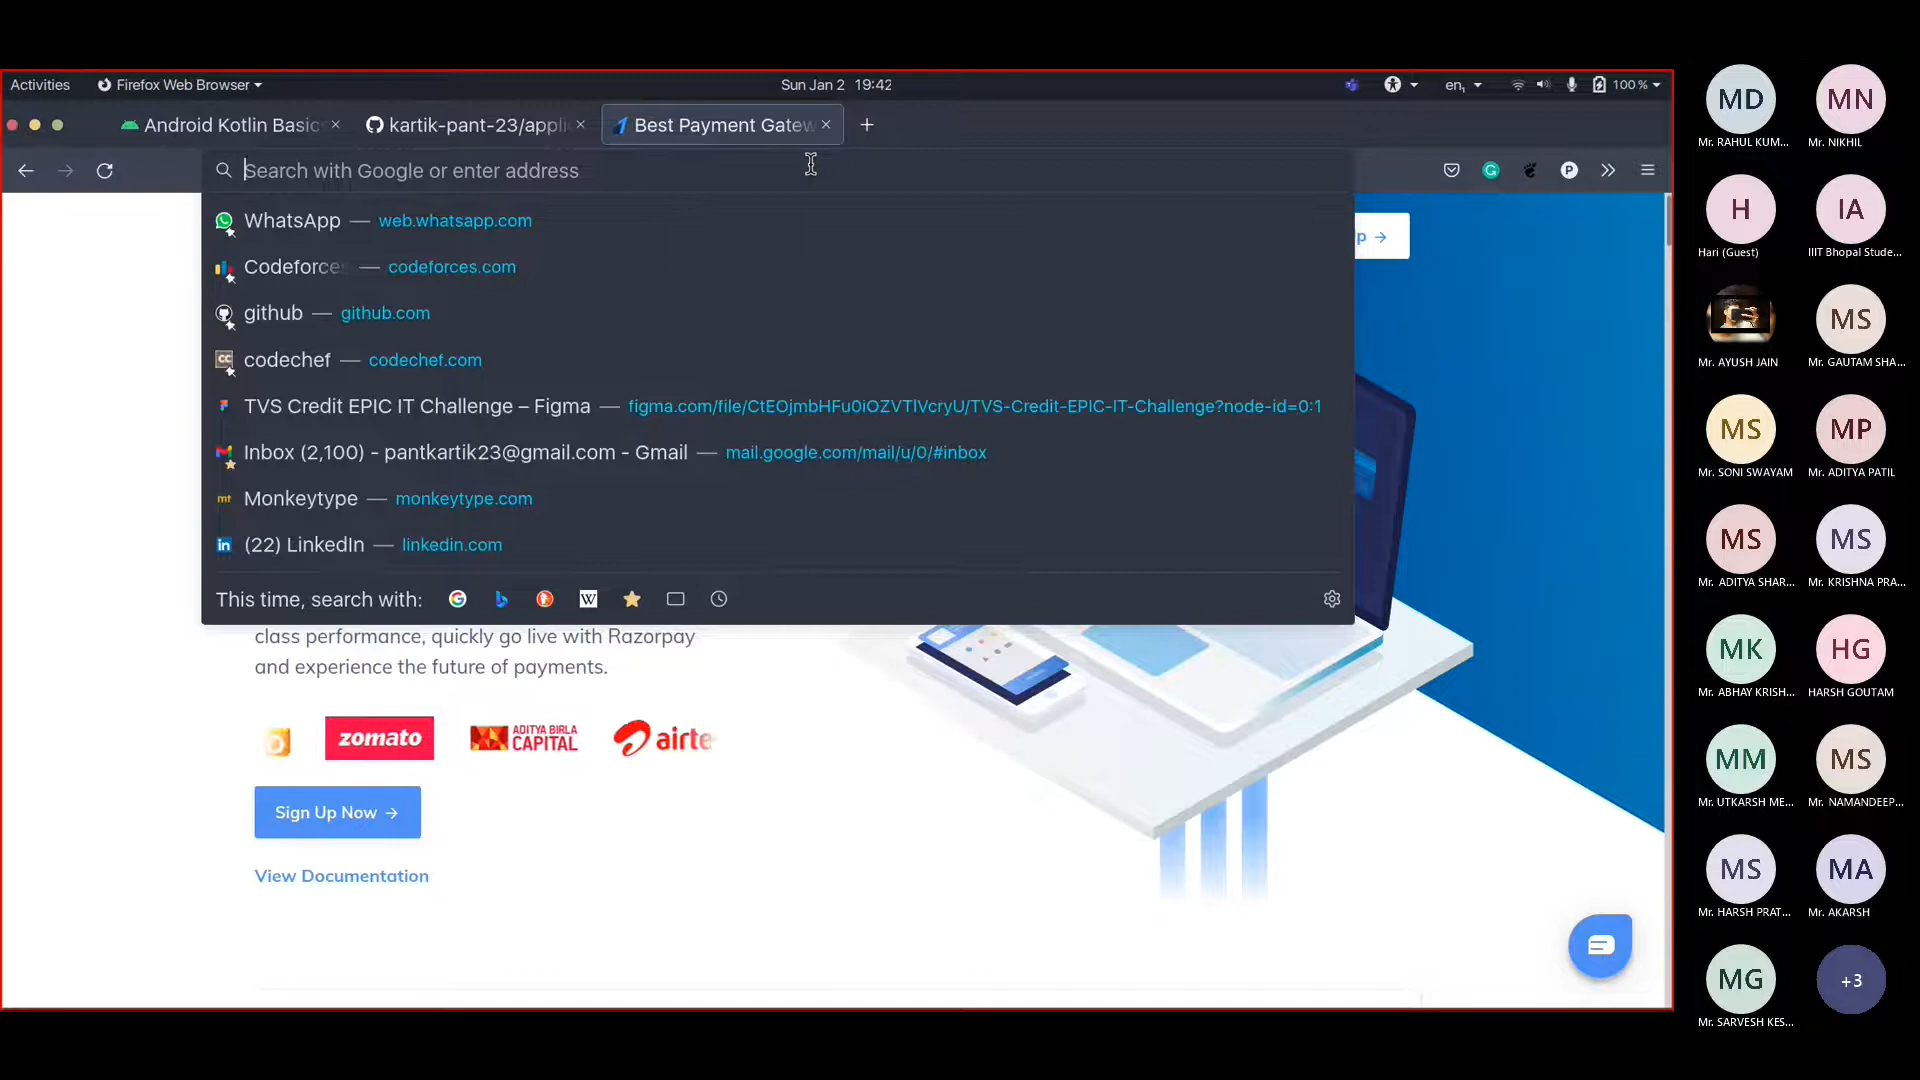 Activities Firefox Web Browser Sun Jan 2 19:42 en₁ 100 %
Android Kotlin Basic kartik-pant-23/appli Best Payment Gatew
Search with Google or enter address
WhatsApp — web.whatsapp.com
Codeforces — codeforces.com
github — github.com
codechef — codechef.com
TVS Credit EPIC IT Challenge – Figma — figma.com/file/CtEOjmbHFu0iOZVTlVcryU/TVS-Credit-EPIC-IT-Challenge?node-id=0:1
Inbox (2,100) - pantkartik23@gmail.com - Gmail — mail.google.com/mail/u/0/#inbox
Monkeytype — monkeytype.com
(22) LinkedIn — linkedin.com
This time, search with:
p →
class performance, quickly go live with Razorpay
and experience the future of payments.
zomato
ADITYA BIRLA
CAPITAL
airte
Sign Up Now →
View Documentation
MD MN
Mr. RAHUL KUM... Mr. NIKHIL
H IA
Hari (Guest) IIIT Bhopal Stude...
MS
Mr. AYUSH JAIN Mr. GAUTAM SHA...
MS MP
Mr. SONI SWAYAM Mr. ADITYA PATIL
MS MS
Mr. ADITYA SHAR... Mr. KRISHNA PRA...
MK HG
Mr. ABHAY KRISH... HARSH GOUTAM
MM MS
Mr. UTKARSH ME... Mr. NAMANDEEP...
MS MA
Mr. HARSH PRAT... Mr. AKARSH
MG +3
Mr. SARVESH KES...